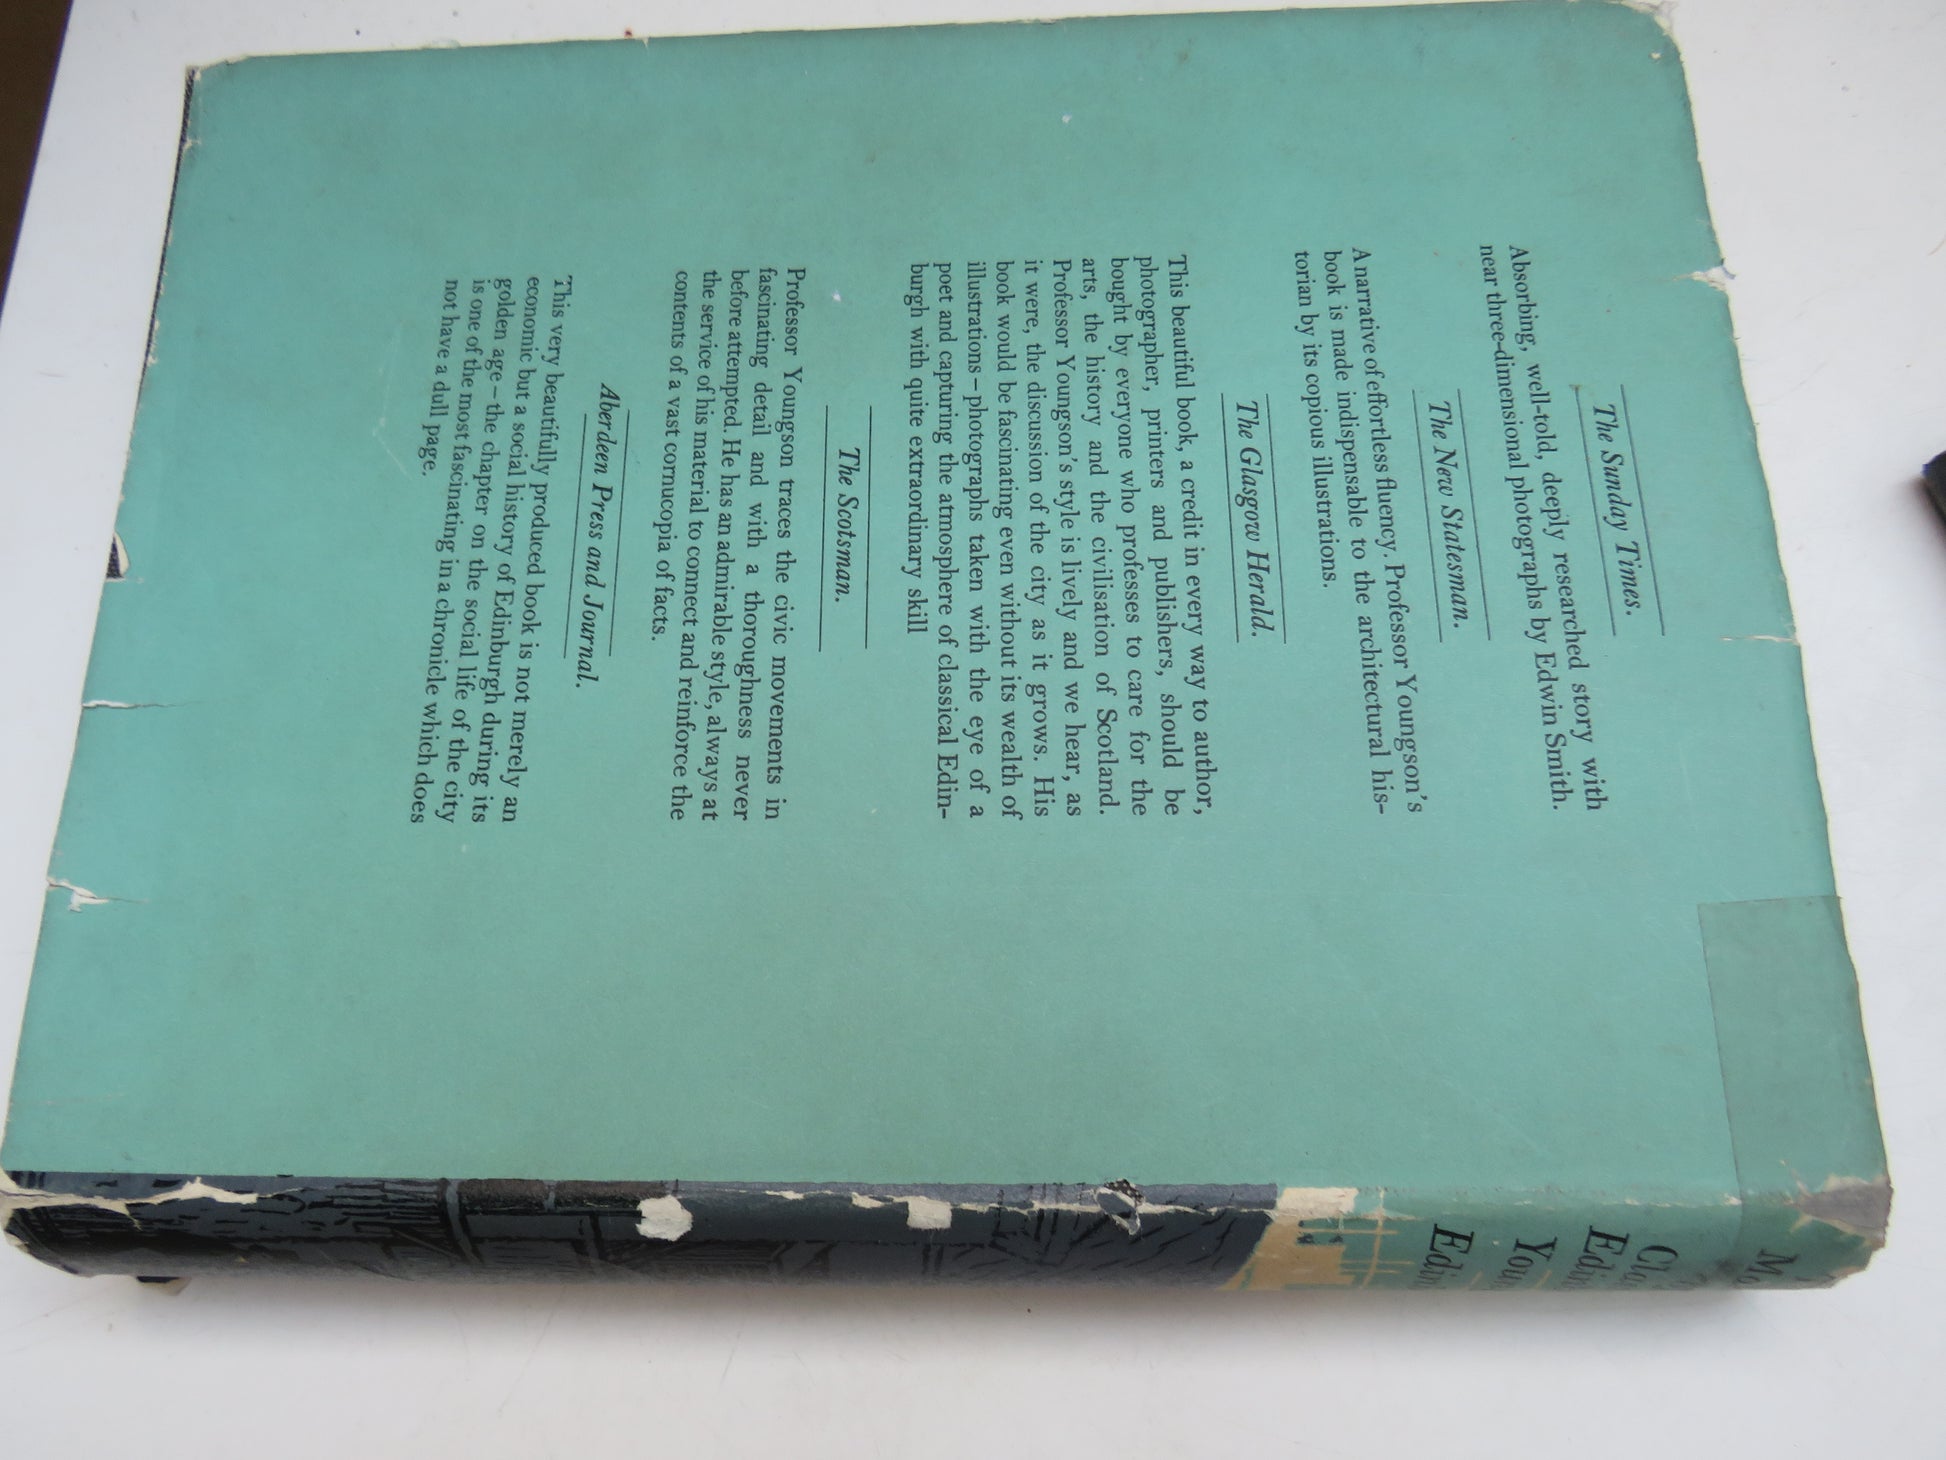 The Sunday Times.
Absorbing, well-told, deeply researched story with
near three-dimensional photographs by Edwin Smith.
The New Statesman.
A narrative of effortless fluency. Professor Youngson's
book is made indispensable to the architectural his-
torian by its copious illustrations.
The Glasgow Herald.
This beautiful book, a credit in every way to author,
photographer, printers and publishers, should be
bought by everyone who professes to care for the
arts, the history and the civilisation of Scotland.
Professor Youngson's style is lively and we hear, as
it were, the discussion of the city as it grows. His
book would be fascinating even without its wealth of
illustrations – photographs taken with the eye of a
poet and capturing the atmosphere of classical Edin-
burgh with quite extraordinary skill
The Scotsman.
Professor Youngson traces the civic movements in
fascinating detail and with a thoroughness never
before attempted. He has an admirable style, always at
the service of his material to connect and reinforce the
contents of a vast cornucopia of facts.
Aberdeen Press and Journal.
This very beautifully produced book is not merely an
economic but a social history of Edinburgh during its
golden age – the chapter on the social life of the city
is one of the most fascinating in a chronicle which does
not have a dull page.